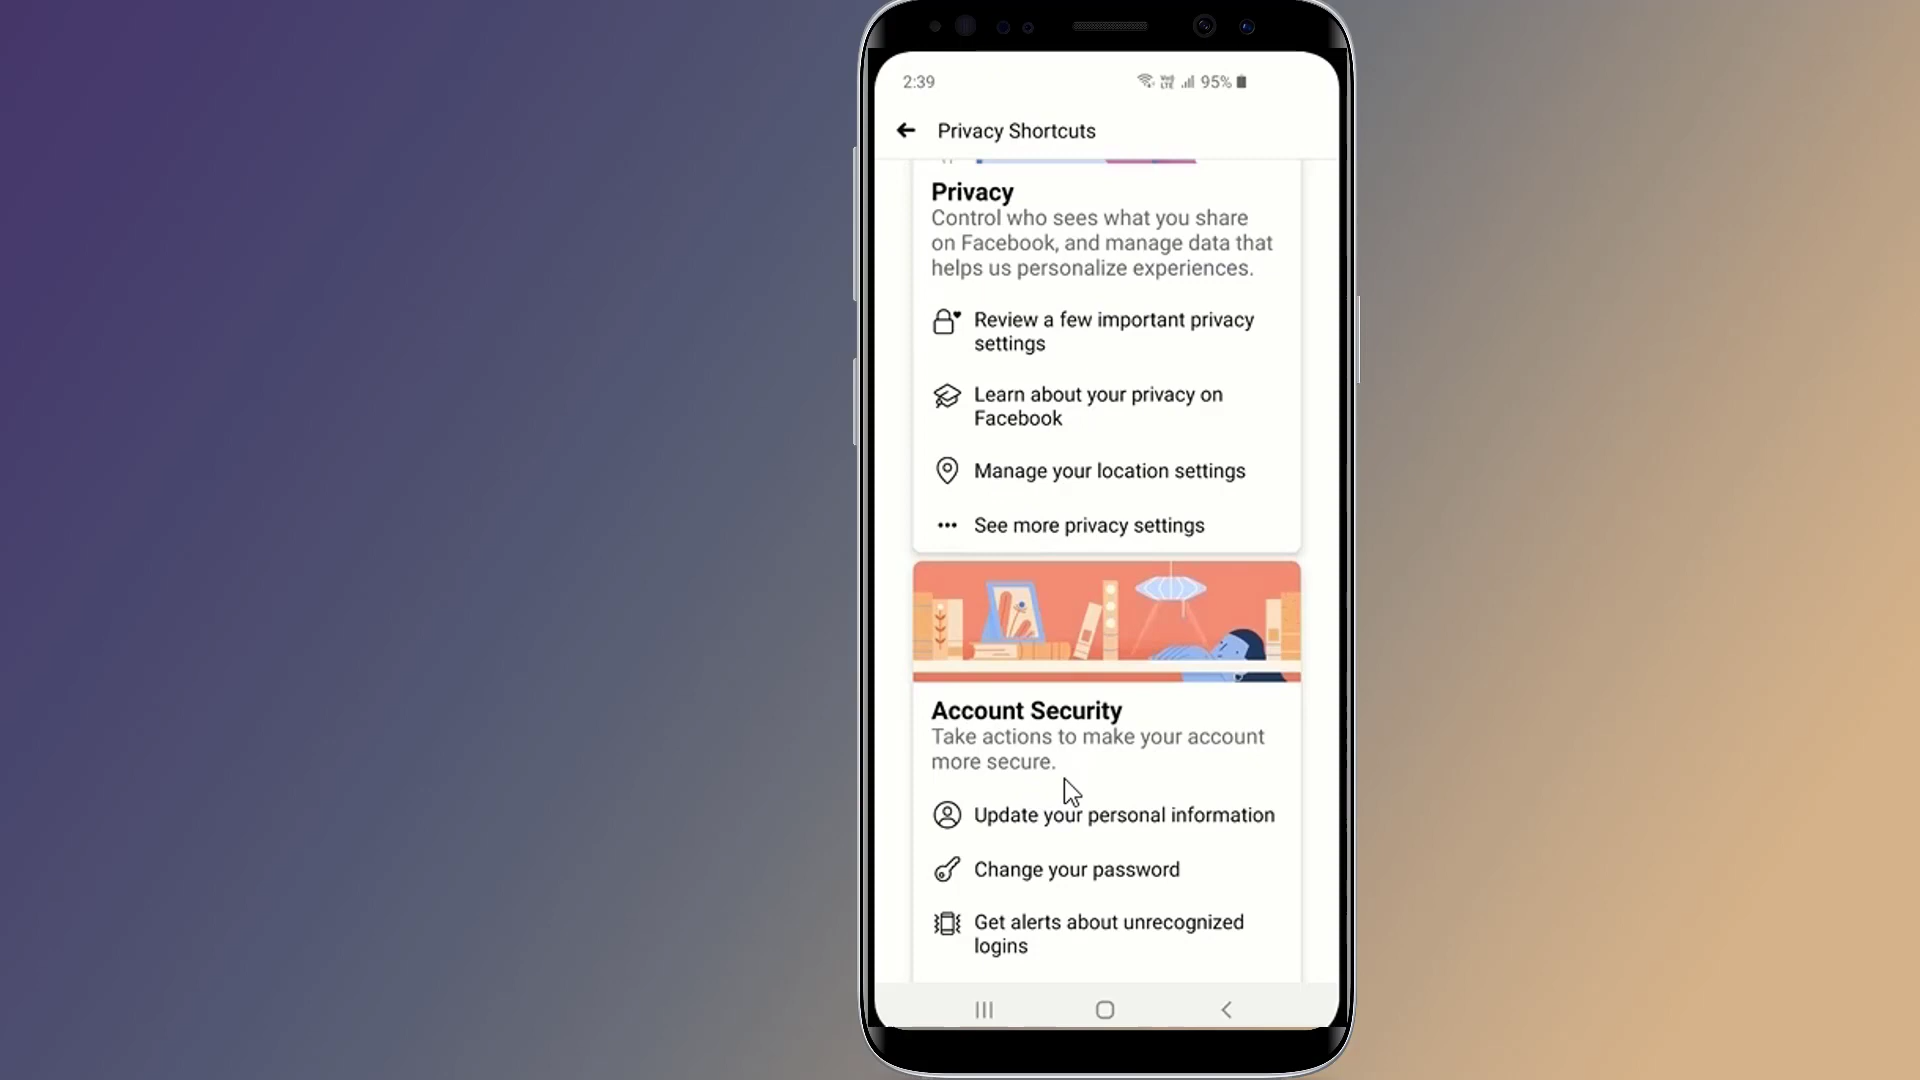 2:39
95%
Privacy Shortcuts
Privacy
Control who sees what you share
on Facebook, and manage data that
helps us personalize experiences.
Review a few important privacy
settings
Learn about your privacy on
Facebook
Manage your location settings
See more privacy settings
Account Security
Take actions to make your account
more secure.
Update your personal information
Change your password
Get alerts about unrecognized
logins